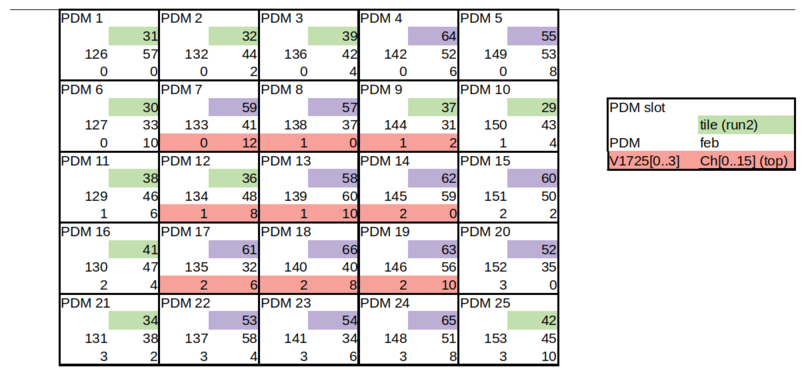 PDM 1 PDM 2 PDM 3 PDM 4 PDM 5
31 32 39 64 55
126 57 132 44 136 42 142 52 149 53
0 0 0 2 0 4 0 6 0 8
PDM 6 PDM 7 PDM 8 PDM 9 PDM 10
30 59 57 37 29
127 33 133 41 138 37 144 31 150 43
0 10 0 12 1 0 1 2 1 4
PDM 11 PDM 12 PDM 13 PDM 14 PDM 15
38 36 58 62 60
129 46 134 48 139 60 145 59 151 50
1 6 1 8 1 10 2 0 2 2
PDM 16 PDM 17 PDM 18 PDM 19 PDM 20
41 61 66 63 52
130 47 135 32 140 40 146 56 152 35
2 4 2 6 2 8 2 10 3 0
PDM 21 PDM 22 PDM 23 PDM 24 PDM 25
34 53 54 65 42
131 38 137 58 141 34 148 51 153 45
3 2 3 4 3 6 3 8 3 10
PDM slot
tile (run2)
PDM feb
V1725[0..3] Ch[0..15] (top)